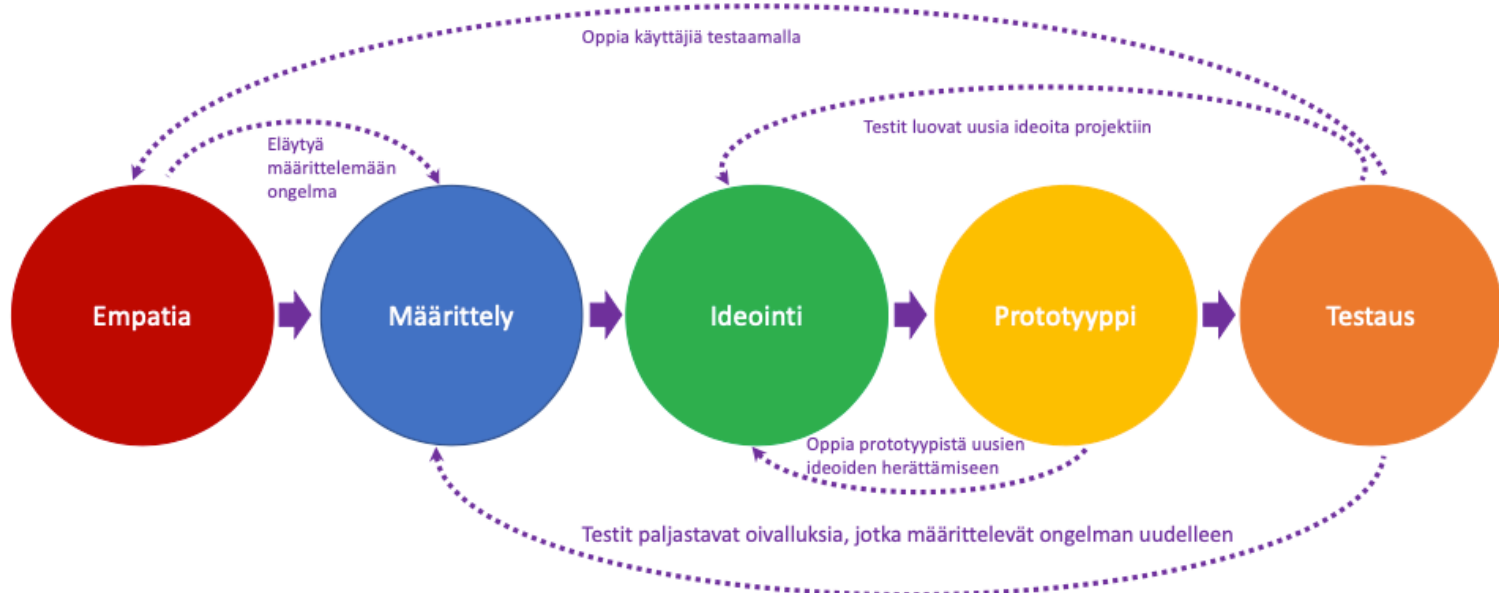 Oppia käyttäjiä testaamalla
Testit luovat uusia ideoita projektiin
Eläytyä
määrittelemään
ongelma
Empatia
Määrittely
Ideointi
Prototyyppi
Testaus
Oppia prototyypistä uusien
ideoiden herättämiseen
Testit paljastavat oivalluksia, jotka määrittelevät ongelman uudelleen